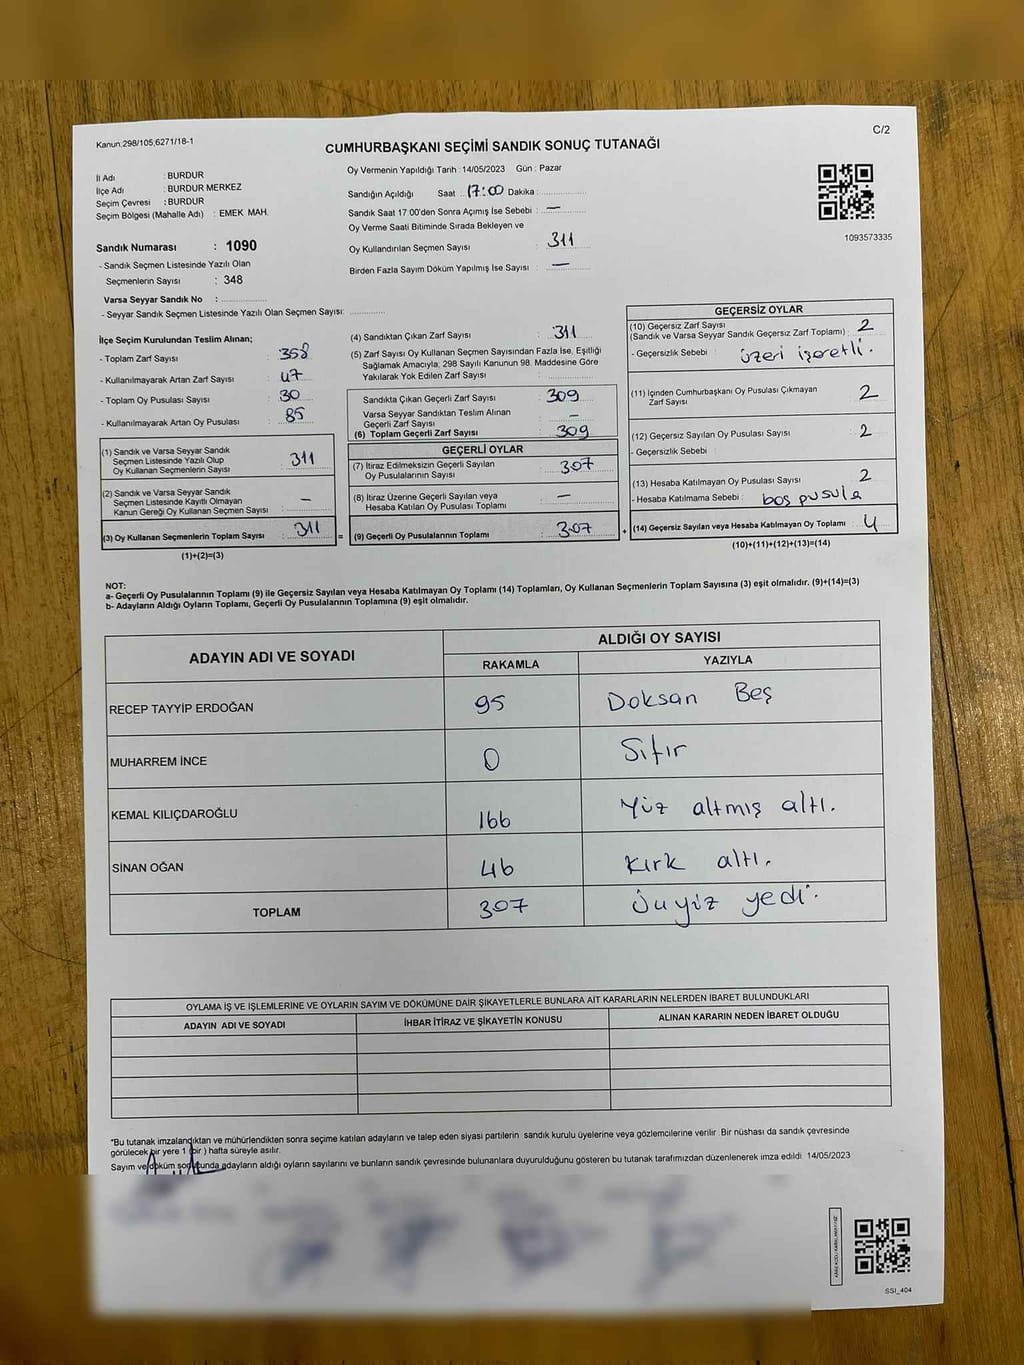 Kanun:298/105;6271/18-1
C/2
CUMHURBAŞKANI SEÇİMİ SANDIK SONUÇ TUTANAĞI
İl Adı : BURDUR
İlçe Adı : BURDUR MERKEZ
Seçim Çevresi : BURDUR
Seçim Bölgesi (Mahalle Adı) : EMEK MAH.
Sandık Numarası : 1090
- Sandık Seçmen Listesinde Yazılı Olan
Seçmenlerin Sayısı : 348
Varsa Seyyar Sandık No : ....................
- Seyyar Sandık Seçmen Listesinde Yazılı Olan Seçmen Sayısı: ..............
Oy Vermenin Yapıldığı Tarih : 14/05/2023 Gün : Pazar
Sandığın Açıldığı Saat : 17:00 Dakika : ..............
Sandık Saat 17:00'den Sonra Açımış İse Sebebi : —
Oy Verme Saati Bitiminde Sırada Bekleyen ve
Oy Kullandırılan Seçmen Sayısı : 311
Birden Fazla Sayım Döküm Yapılmış İse Sayısı : —
1093573335
İlçe Seçim Kurulundan Teslim Alınan;
- Toplam Zarf Sayısı : 358
- Kullanılmayarak Artan Zarf Sayısı : 47
- Toplam Oy Pusulası Sayısı : 30
- Kullanılmayarak Artan Oy Pusulası : 85
(1) Sandık ve Varsa Seyyar Sandık
Seçmen Listesinde Yazılı Olup
Oy Kullanan Seçmenlerin Sayısı : 311
(2) Sandık ve Varsa Seyyar Sandık
Seçmen Listesinde Kayıtlı Olmayan
Kanun Gereği Oy Kullanan Seçmen Sayısı : —
(3) Oy Kullanan Seçmenlerin Toplam Sayısı : 311 =
(1)+(2)=(3)
(4) Sandıktan Çıkan Zarf Sayısı : 311
(5) Zarf Sayısı Oy Kullanan Seçmen Sayısından Fazla İse, Eşitliği
Sağlamak Amacıyla, 298 Sayılı Kanunun 98. Maddesine Göre
Yakılarak Yok Edilen Zarf Sayısı : ..............
Sandıkta Çıkan Geçerli Zarf Sayısı : 309
Varsa Seyyar Sandıktan Teslim Alınan
Geçerli Zarf Sayısı : —
(6) Toplam Geçerli Zarf Sayısı : 309
GEÇERLİ OYLAR
(7) İtiraz Edilmeksizin Geçerli Sayılan
Oy Pusulalarının Sayısı : 307
(8) İtiraz Üzerine Geçerli Sayılan veya
Hesaba Katılan Oy Pusulası Toplamı : —
(9) Geçerli Oy Pusulalarının Toplamı : 307 +
GEÇERSİZ OYLAR
(10) Geçersiz Zarf Sayısı
(Sandık ve Varsa Seyyar Sandık Geçersiz Zarf Toplamı) : 2
- Geçersizlik Sebebi : üzeri işeretli.
(11) İçinden Cumhurbaşkanı Oy Pusulası Çıkmayan
Zarf Sayısı : 2
(12) Geçersiz Sayılan Oy Pusulası Sayısı : 2
- Geçersizlik Sebebi :
(13) Hesaba Katılmayan Oy Pusulası Sayısı : 2
- Hesaba Katılmama Sebebi : boş pusula
(14) Geçersiz Sayılan veya Hesaba Katılmayan Oy Toplamı : 4
(10)+(11)+(12)+(13)=(14)
NOT:
a- Geçerli Oy Pusulalarının Toplamı (9) ile Geçersiz Sayılan veya Hesaba Katılmayan Oy Toplamı (14) Toplamları, Oy Kullanan Seçmenlerin Toplam Sayısına (3) eşit olmalıdır. (9)+(14)=(3)
b- Adayların Aldığı Oyların Toplamı, Geçerli Oy Pusulalarının Toplamına (9) eşit olmalıdır.
ADAYIN ADI VE SOYADI
ALDIĞI OY SAYISI
RAKAMLA YAZIYLA
RECEP TAYYİP ERDOĞAN 95 Doksan Beş
MUHARREM İNCE 0 Sıfır
KEMAL KILIÇDAROĞLU 166 Yüz altmış altı.
SİNAN OĞAN 46 Kırk altı.
TOPLAM 307 üuyüz yedi.
OYLAMA İŞ VE İŞLEMLERİNE VE OYLARIN SAYIM VE DÖKÜMÜNE DAİR ŞİKAYETLERLE BUNLARA AİT KARARLARIN NELERDEN İBARET BULUNDUKLARI
ADAYIN ADI VE SOYADI İHBAR İTİRAZ VE ŞİKAYETİN KONUSU ALINAN KARARIN NEDEN İBARET OLDUĞU
"Bu tutanak imzalandıktan ve mühürlendikten sonra seçime katılan adayların ve talep eden siyasi partilerin sandık kurulu üyelerine veya gözlemcilerine verilir. Bir nüshası da sandık çevresinde
görülecek bir yere 1 (bir) hafta süreyle asılır.
Sayım ve döküm sonutunda adayların aldığı oyların sayılarını ve bunların sandık çevresinde bulunanlara duyurulduğunu gösteren bu tutanak tarafımızdan düzenlenerek imza edildi. 14/05/2023
SSİ_404